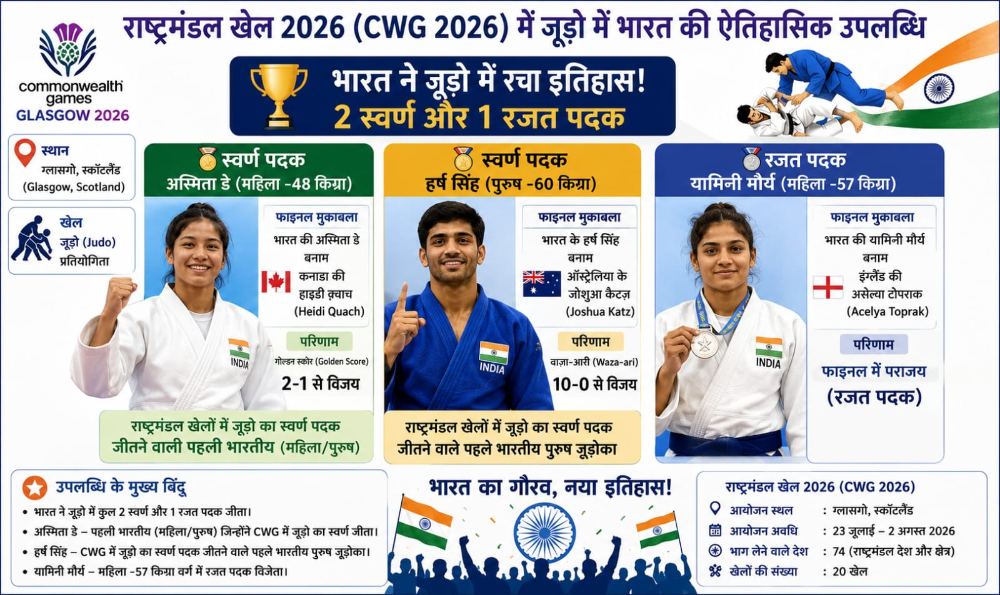 राष्ट्रमंडल खेल 2026 (CWG 2026) में जूड़ो में भारत की ऐतिहासिक उपलब्धि
commonwealth
games
GLASGOW 2026
भारत ने जूड़ो में रचा इतिहास!
2 स्वर्ण और 1 रजत पदक
स्थान
ग्लासगो, स्कॉटलैंड
(Glasgow, Scotland)
खेल
जूड़ो (Judo)
प्रतियोगिता
स्वर्ण पदक
अस्मिता डे (महिला -48 किग्रा)
फाइनल मुकाबला
भारत की अस्मिता डे
बनाम
कनाडा की
हाइडी क़्वाच
(Heidi Quach)
परिणाम
गोल्डन स्कोर (Golden Score)
2-1 से विजय
INDIA
राष्ट्रमंडल खेलों में जूड़ो का स्वर्ण पदक
जीतने वाली पहली भारतीय (महिला/पुरुष)
स्वर्ण पदक
हर्ष सिंह (पुरुष -60 किग्रा)
फाइनल मुकाबला
भारत के हर्ष सिंह
बनाम
ऑस्ट्रेलिया के
जोशुआ कैटज़
(Joshua Katz)
परिणाम
वाज़ा-आरी (Waza-ari)
10-0 से विजय
INDIA
राष्ट्रमंडल खेलों में जूड़ो का स्वर्ण पदक
जीतने वाले पहले भारतीय पुरुष जूड़ोका
रजत पदक
यामिनी मौर्य (महिला -57 किग्रा)
फाइनल मुकाबला
भारत की यामिनी मौर्य
बनाम
इंग्लैंड की
असेल्या टोपराक
(Acelya Toprak)
परिणाम
फाइनल में पराजय
(रजत पदक)
INDIA
उपलब्धि के मुख्य बिंदु
• भारत ने जूड़ो में कुल 2 स्वर्ण और 1 रजत पदक जीता।
• अस्मिता डे – पहली भारतीय (महिला/पुरुष) जिन्होंने CWG में जूड़ो का स्वर्ण जीता।
• हर्ष सिंह – CWG में जूड़ो का स्वर्ण पदक जीतने वाले पहले भारतीय पुरुष जूड़ोका।
• यामिनी मौर्य – महिला -57 किग्रा वर्ग में रजत पदक विजेता।
भारत का गौरव, नया इतिहास!
राष्ट्रमंडल खेल 2026 (CWG 2026)
आयोजन स्थल : ग्लासगो, स्कॉटलैंड
आयोजन अवधि : 23 जूलाई – 2 अगस्त 2026
भाग लेने वाले देश : 74 (राष्ट्रमंडल देश और क्षेत्र)
खेलों की संख्या : 20 खेल